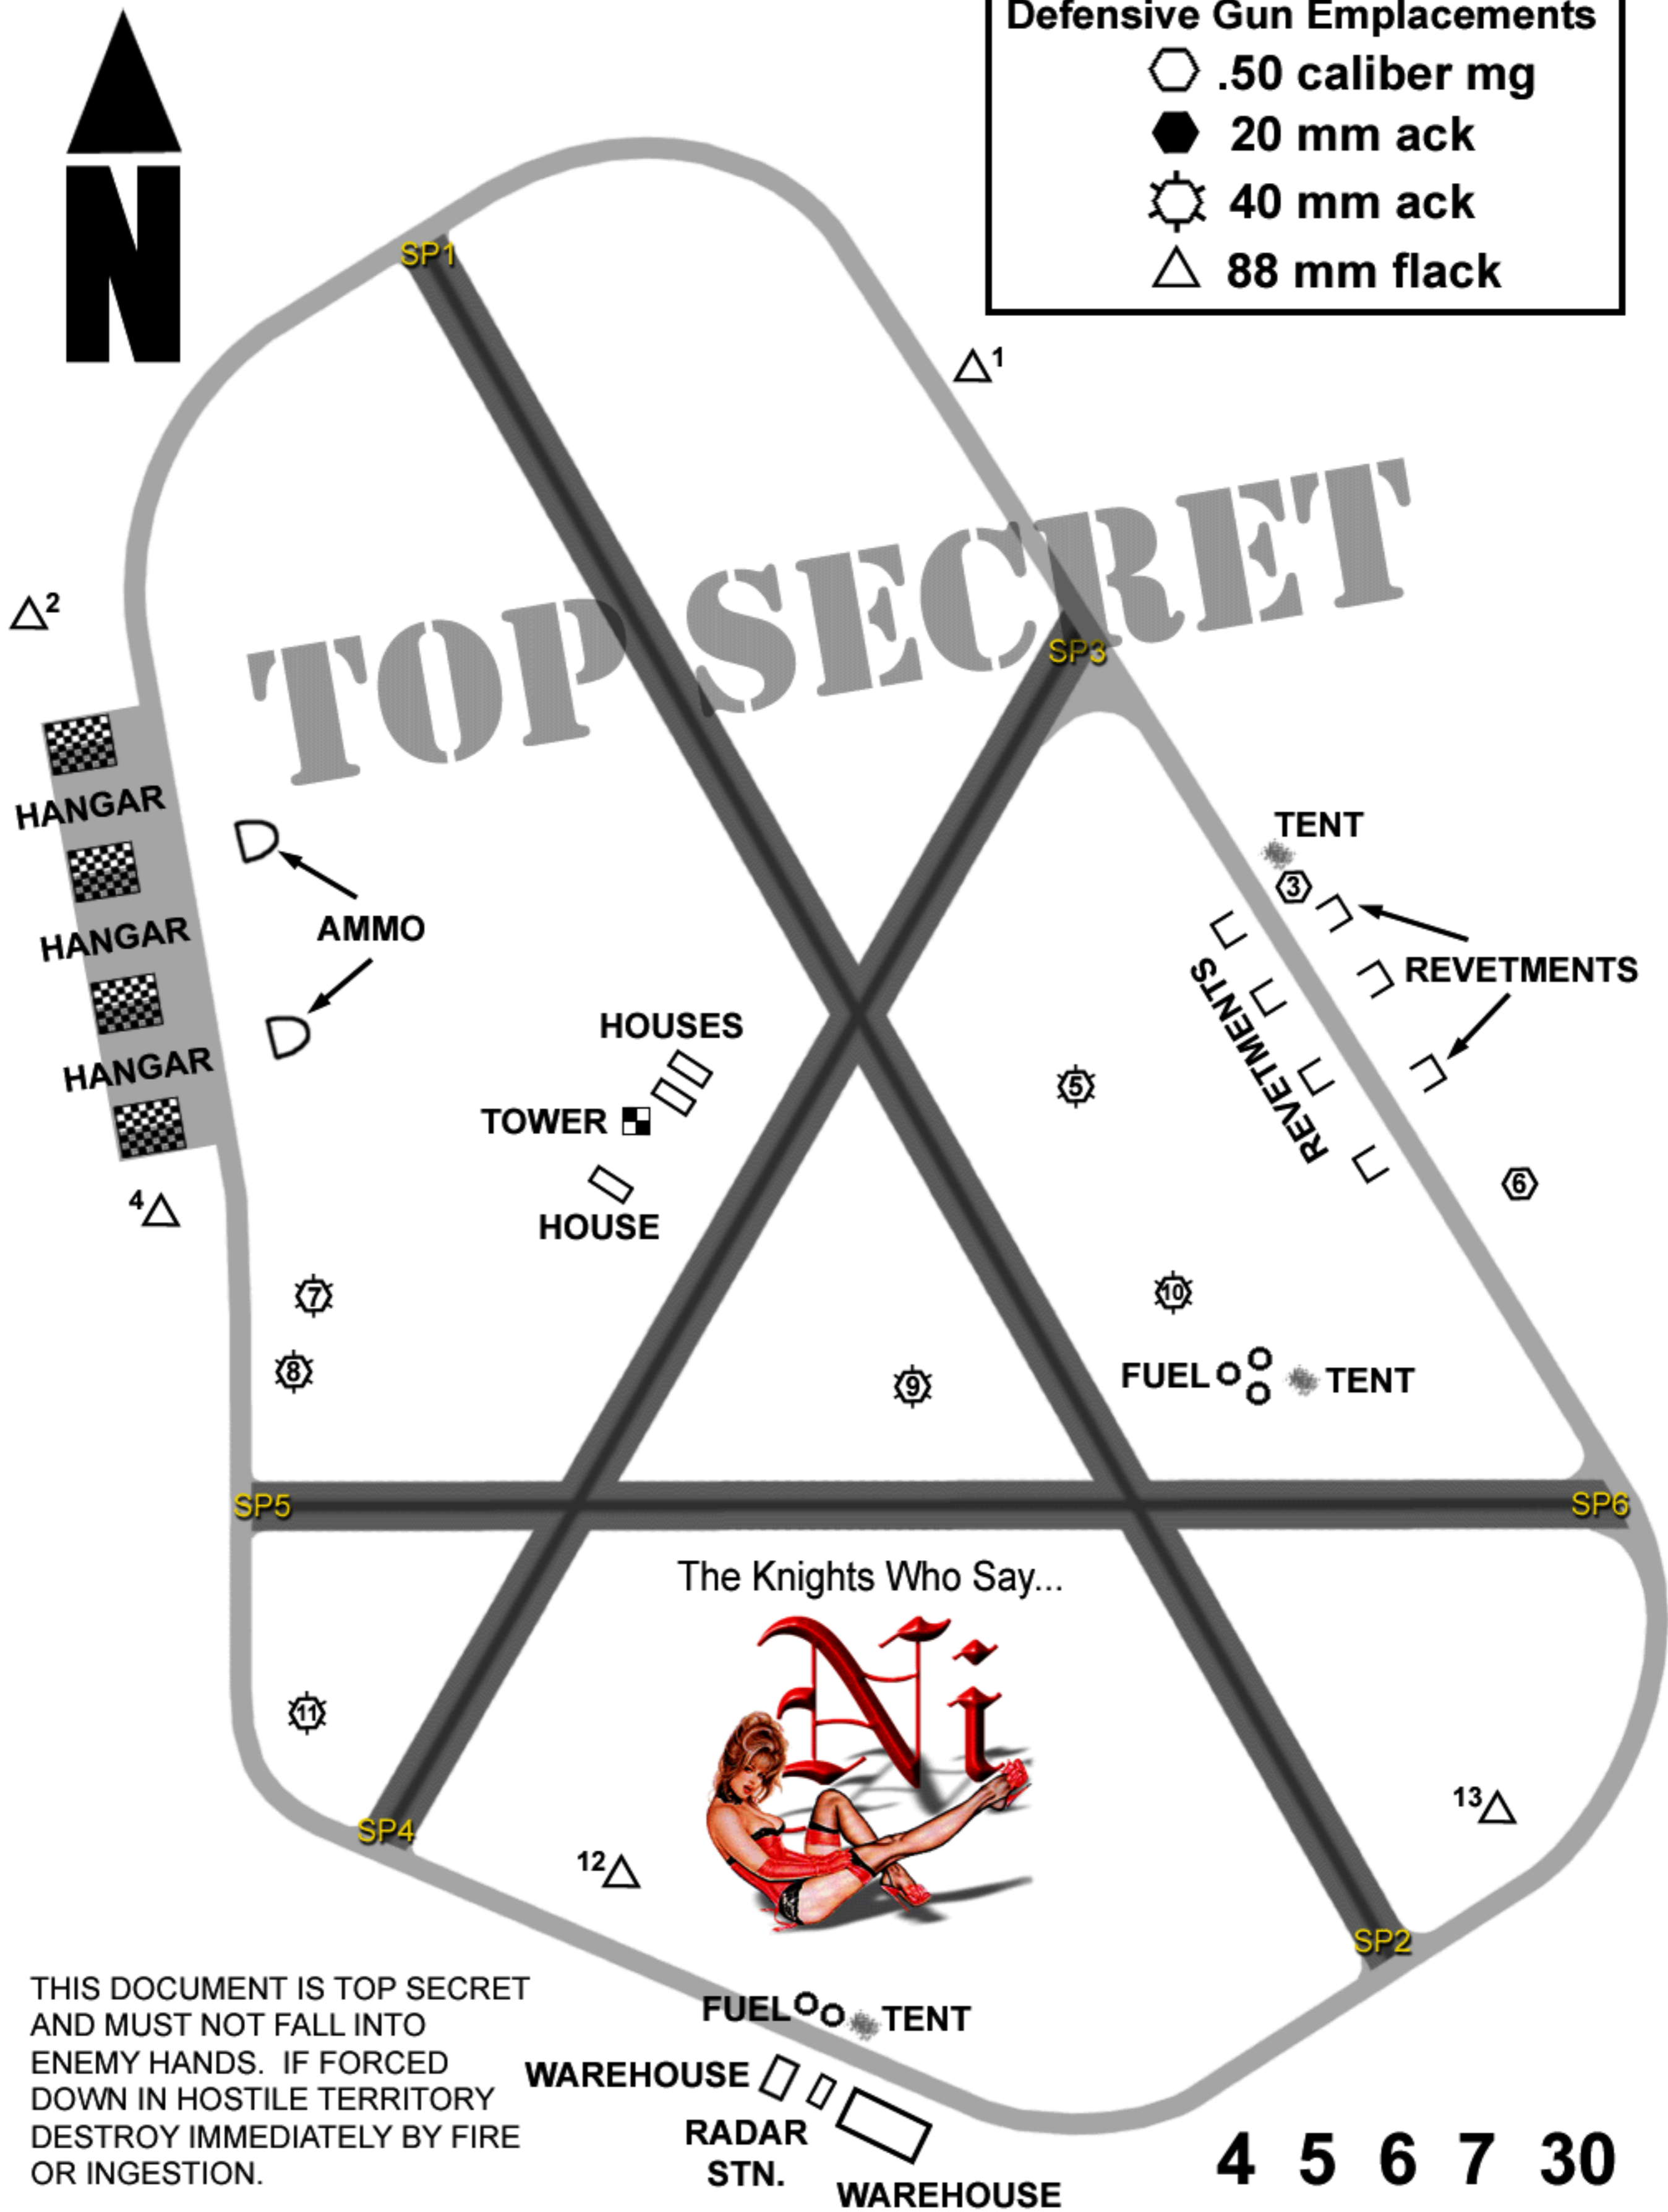 Defensive Gun Emplacements
.50 caliber mg
20 mm ack
40 mm ack
88 mm flack
N
SP1
1
TOP SECRET
2
SP3
HANGAR
HANGAR
HANGAR
AMMO
TENT
3
REVETMENTS
REVETMENTS
HOUSES
TOWER
HOUSE
5
6
4
7
8
9
10
FUEL
TENT
SP5
SP6
The Knights Who Say...
Ni
11
SP4
12
13
SP2
FUEL
TENT
WAREHOUSE
RADAR
STN.
WAREHOUSE
THIS DOCUMENT IS TOP SECRET
AND MUST NOT FALL INTO
ENEMY HANDS.  IF FORCED
DOWN IN HOSTILE TERRITORY
DESTROY IMMEDIATELY BY FIRE
OR INGESTION.
4 5 6 7 30